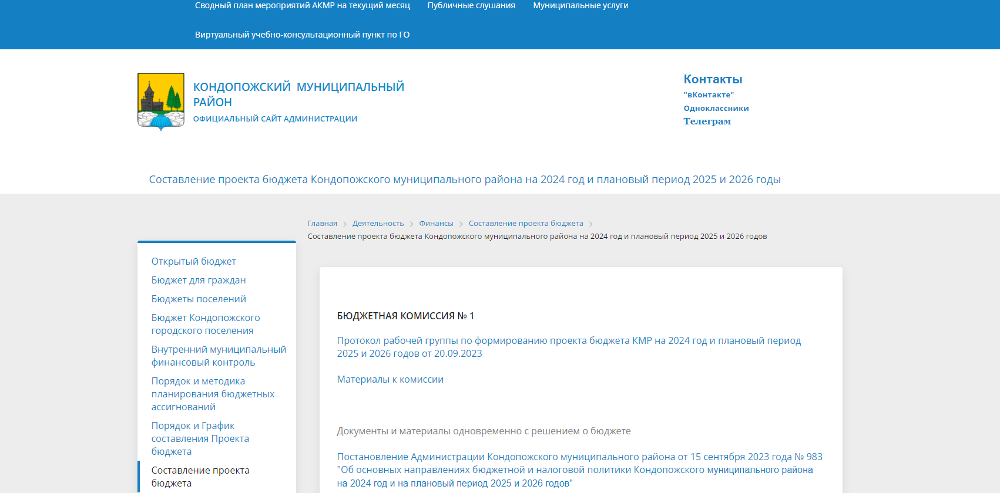 Сводный план мероприятий АКМР на текущий месяц Публичные слушания Муниципальные услуги
Виртуальный учебно-консультационный пункт по ГО
КОНДОПОЖСКИЙ МУНИЦИПАЛЬНЫЙ
РАЙОН
ОФИЦИАЛЬНЫЙ САЙТ АДМИНИСТРАЦИИ
Контакты
"вКонтакте"
Одноклассники
Телеграм
Составление проекта бюджета Кондопожского муниципального района на 2024 год и плановый период 2025 и 2026 годы
Главная Деятельность Финансы Составление проекта бюджета
Составление проекта бюджета Кондопожского муниципального района на 2024 год и плановый период 2025 и 2026 годов
Открытый бюджет
Бюджет для граждан
Бюджеты поселений
Бюджет Кондопожского
городского поселения
Внутренний муниципальный
финансовый контроль
Порядок и методика
планирования бюджетных
ассигнований
Порядок и График
составления Проекта
бюджета
Составление проекта
бюджета
БЮДЖЕТНАЯ КОМИССИЯ № 1
Протокол рабочей группы по формированию проекта бюджета КМР на 2024 год и плановый период
2025 и 2026 годов от 20.09.2023
Материалы к комиссии
Документы и материалы одновременно с решением о бюджете
Постановление Администрации Кондопожского муниципального района от 15 сентября 2023 года № 983
"Об основных направлениях бюджетной и налоговой политики Кондопожского муниципального района
на 2024 год и на плановый период 2025 и 2026 годов"